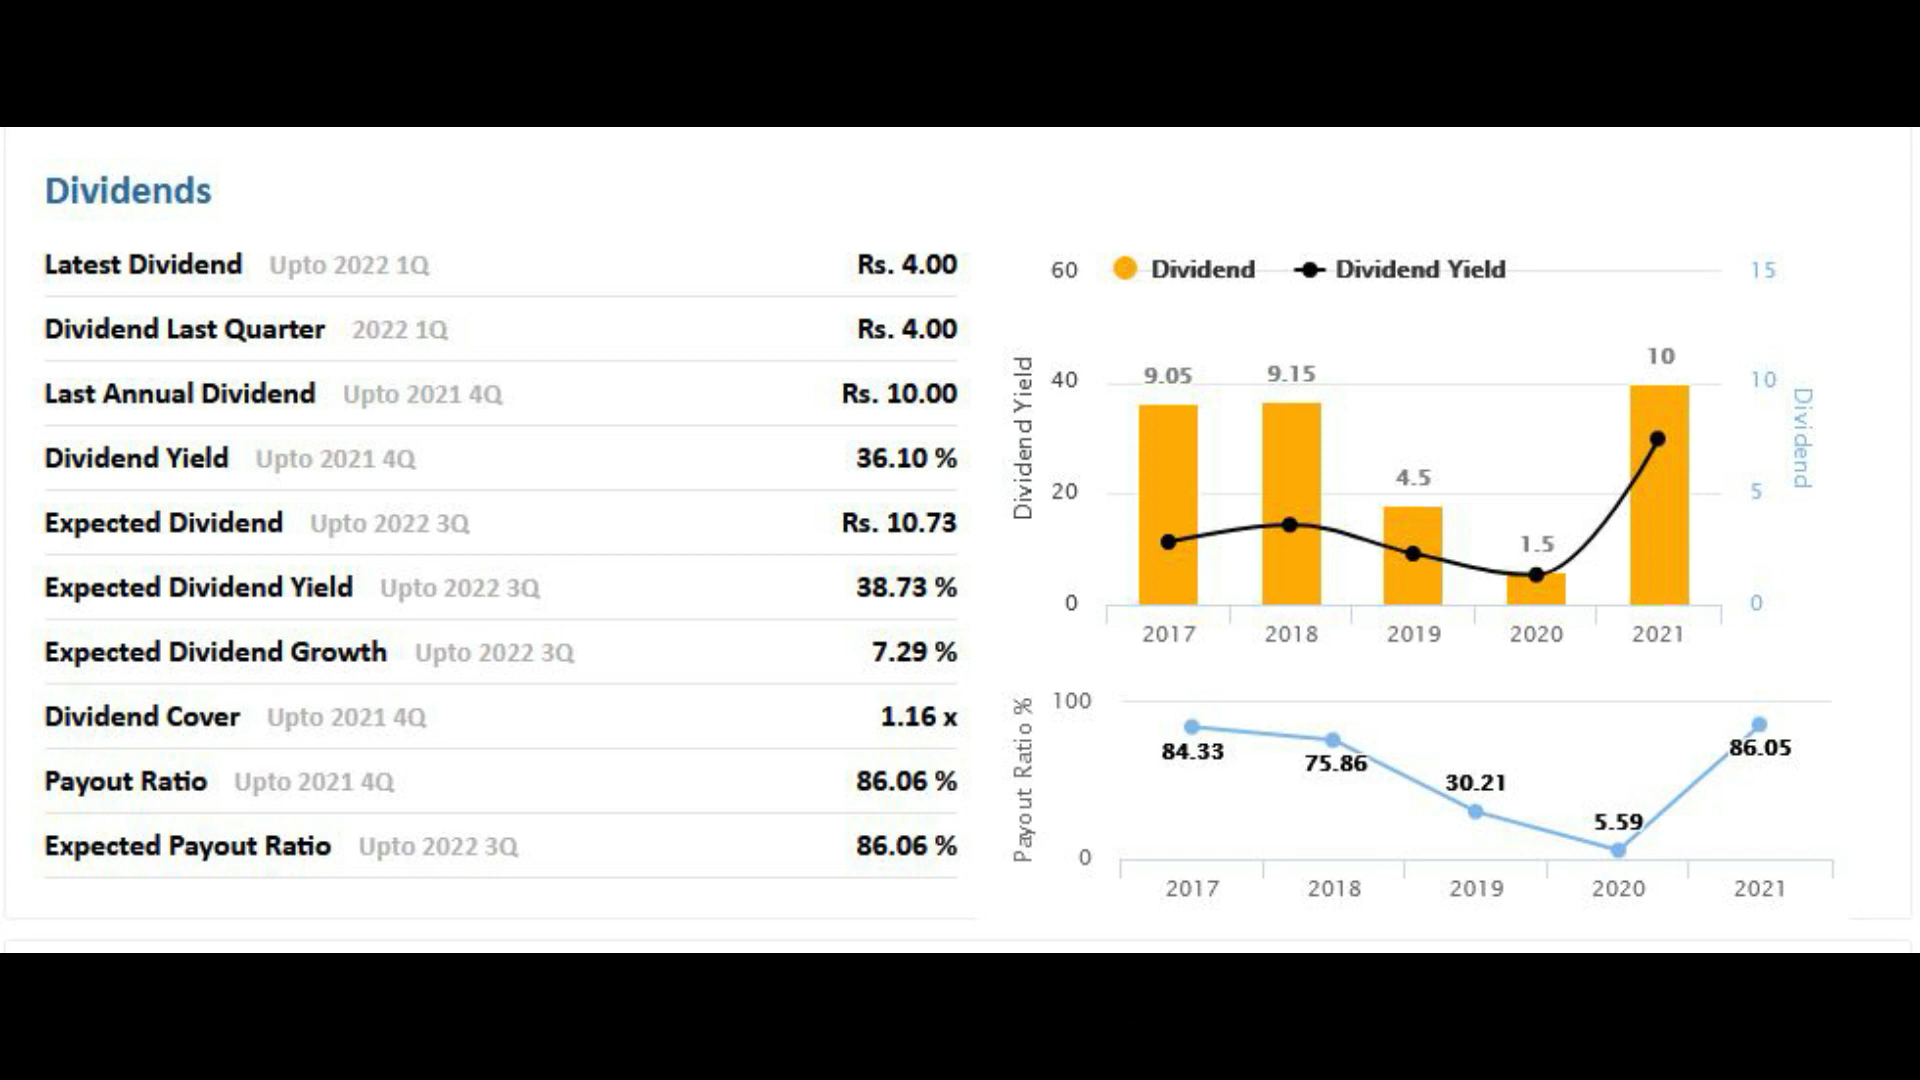 Dividends
Latest Dividend Upto 2022 1Q Rs. 4.00
Dividend Last Quarter 2022 1Q Rs. 4.00
Last Annual Dividend Upto 2021 4Q Rs. 10.00
Dividend Yield Upto 2021 4Q 36.10 %
Expected Dividend Upto 2022 3Q Rs. 10.73
Expected Dividend Yield Upto 2022 3Q 38.73 %
Expected Dividend Growth Upto 2022 3Q 7.29 %
Dividend Cover Upto 2021 4Q 1.16 x
Payout Ratio Upto 2021 4Q 86.06 %
Expected Payout Ratio Upto 2022 3Q 86.06 %
60 Dividend Dividend Yield 15
10
9.05 9.15
40 10
4.5
20 5
1.5
0 0
Dividend Yield
Dividend
2017 2018 2019 2020 2021
100
84.33 75.86 30.21 5.59 86.05
0
Payout Ratio %
2017 2018 2019 2020 2021